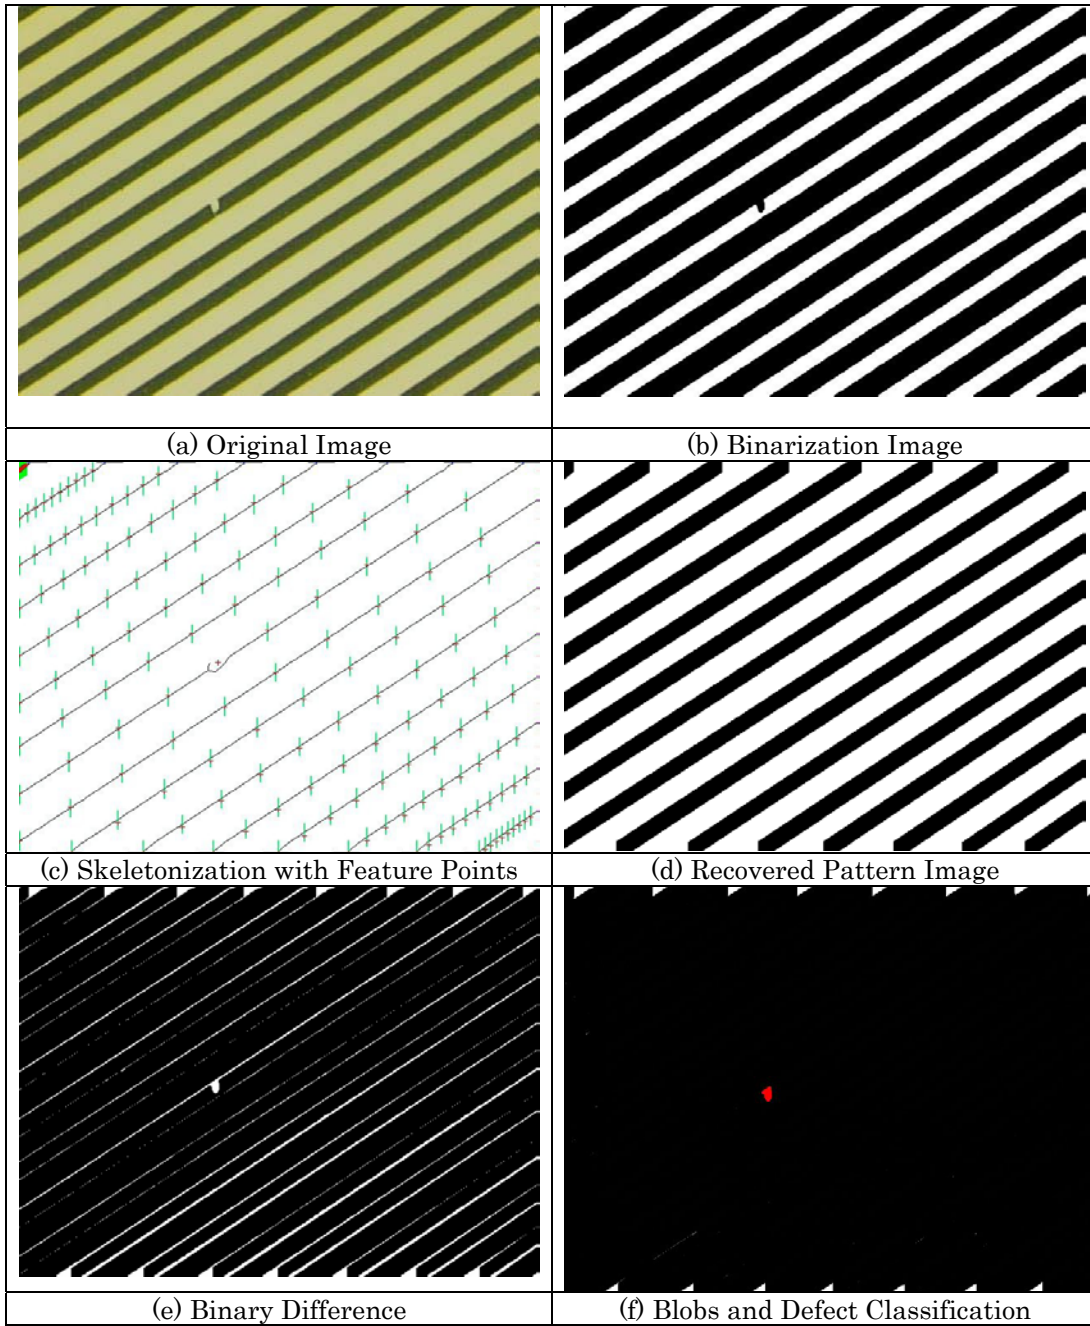 (a) Original Image
(b) Binarization Image
(c) Skeletonization with Feature Points
(d) Recovered Pattern Image
(e) Binary Difference
(f) Blobs and Defect Classification